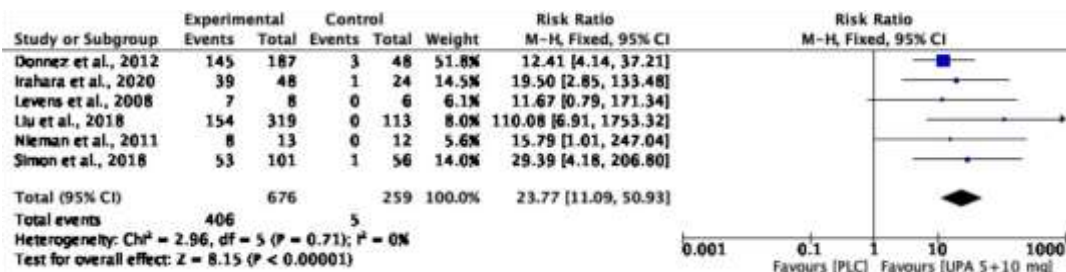 Experimental Control Risk Ratio Risk Ratio
Study or Subgroup Events Total Events Total Weight M-H, Fixed, 95% CI M-H, Fixed, 95% CI
Donnez et al., 2012 145 187 3 48 51.8% 12.41 [4.14, 37.21]
Irahara et al., 2020 39 48 1 24 14.5% 19.50 [2.85, 133.48]
Levens et al., 2008 7 8 0 6 6.1% 11.67 [0.79, 171.34]
Liu et al., 2018 154 319 0 113 8.0% 110.08 [6.91, 1753.32]
Nieman et al., 2011 8 13 0 12 5.6% 15.79 [1.01, 247.04]
Simon et al., 2018 53 101 1 56 14.0% 29.39 [4.18, 206.80]
Total (95% CI) 676 259 100.0% 23.77 [11.09, 50.93]
Total events 406 5
Heterogeneity: Chi² = 2.96, df = 5 (P = 0.71); I² = 0%
Test for overall effect: Z = 8.15 (P < 0.00001)
0.001 0.1 1 10 1000
Favours [PLC] Favours [UPA 5+10 mg]